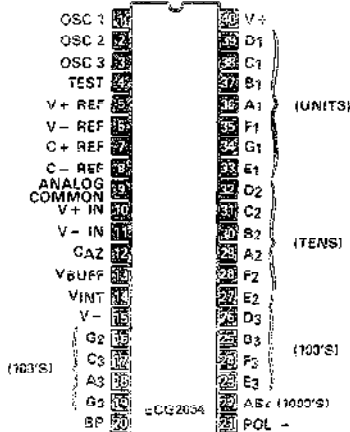 OSC 1 1 40 V+
OSC 2 2 39 D1
OSC 3 3 38 C1
TEST 4 37 B1
V+ REF 5 36 A1
V- REF 6 35 F1
C+ REF 7 34 G1
C- REF 8 33 E1
(UNITS)
ANALOG COMMON 9 32 D2
V+ IN 10 31 C2
V- IN 11 30 B2
CAZ 12 29 A2
VBUFF 13 28 F2
VINT 14 27 E2
(TENS)
V- 15 26 D3
G2 16 25 B3
C3 17 24 F3
A3 18 23 E3
G3 19 22 AB4 (1000'S)
(100'S)
(100'S)
BP 20 21 POL -
ECG2034